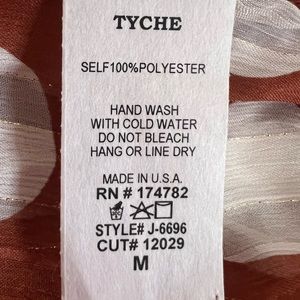 TYCHE
SELF100%POLYESTER
HAND WASH
WITH COLD WATER
DO NOT BLEACH
HANG OR LINE DRY
MADE IN U.S.A.
RN # 174782
STYLE# J-6696
CUT# 12029
M